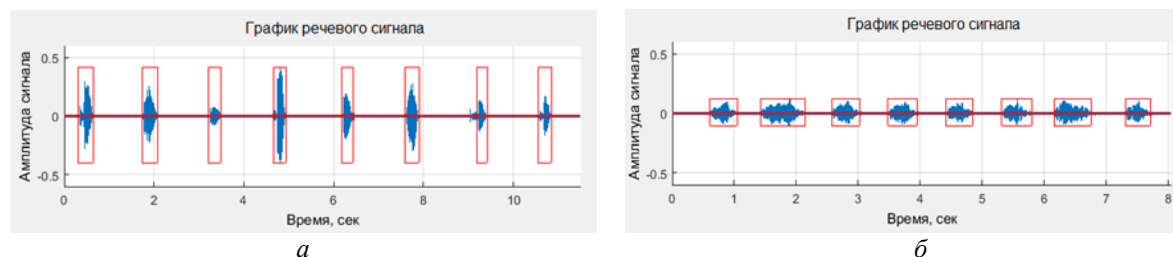 График речевого сигнала
Амплитуда сигнала
0.5
0
-0.5
0 2 4 6 8 10
Время, сек
а
График речевого сигнала
Амплитуда сигнала
0.5
0
-0.5
0 1 2 3 4 5 6 7 8
Время, сек
б